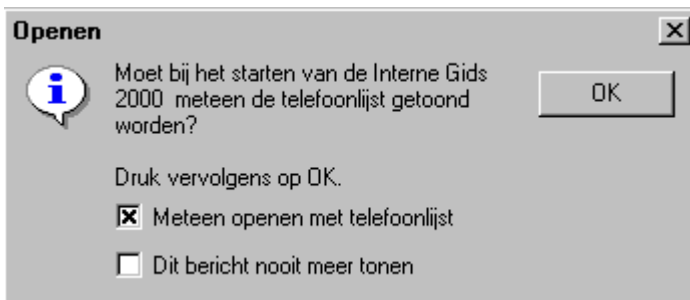 Openen
Moet bij het starten van de Interne Gids
2000 meteen de telefoonlijst getoond
worden?
OK
Druk vervolgens op OK.
Meteen openen met telefoonlijst
Dit bericht nooit meer tonen